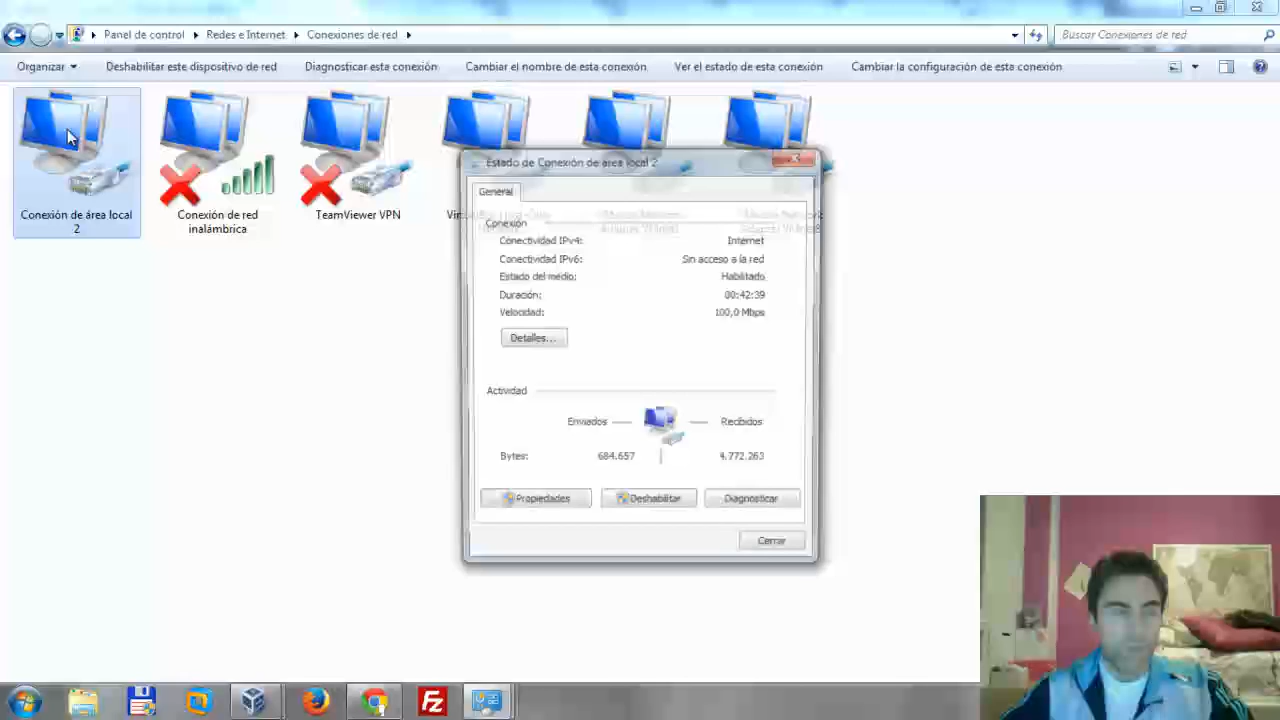 Panel de control
Redes e Internet
Conexiones de red
Buscar Conexiones de red
Organizar
Deshabilitar este dispositivo de red
Diagnosticar esta conexión
Cambiar el nombre de esta conexión
Ver el estado de esta conexión
Cambiar la configuración de esta conexión
Conexión de área local
2
Conexión de red
inalámbrica
TeamViewer VPN
Estado de Conexión de área local 2
General
Conexión
Conectividad IPv4: Internet
Conectividad IPv6: Sin acceso a la red
Estado del medio: Habilitado
Duración: 00:42:39
Velocidad: 100,0 Mbps
Detalles...
Actividad
Enviados
Recibidos
Bytes: 684.657 4.772.263
Propiedades
Deshabilitar
Diagnosticar
Cerrar